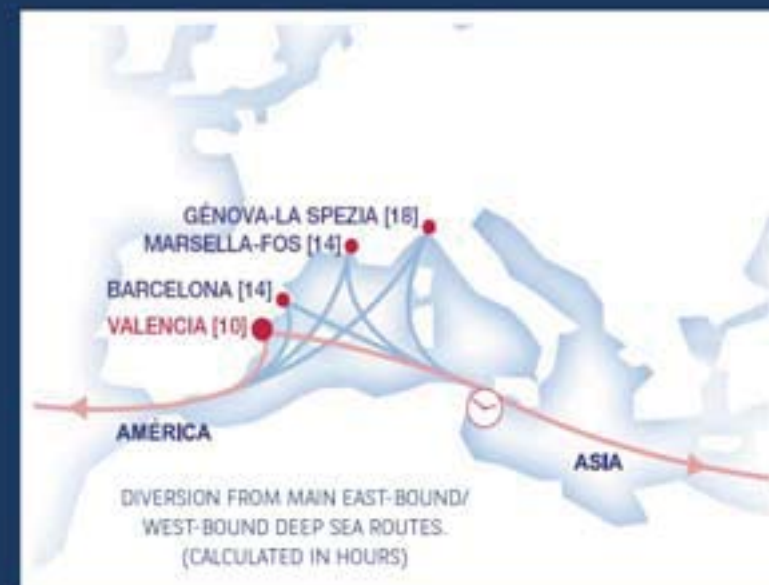 GÉNOVA-LA SPEZIA [18]
MARSELLA-FOS [14]
BARCELONA [14]
VALENCIA [10]
AMÉRICA
ASIA
DIVERSION FROM MAIN EAST-BOUND/
WEST-BOUND DEEP SEA ROUTES.
(CALCULATED IN HOURS)